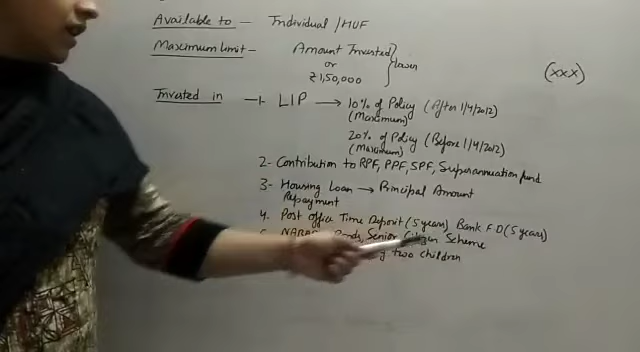 Available to - Individual / HUF
Maximum limit - Amount Invested
or
₹1,50,000
lower
(xxx)
Invested in -1- LIP → 10% of Policy (After 1/4/2012)
(Maximum)
20% of Policy (Before 1/4/2012)
(Maximum)
2- Contribution to RPF, PPF, SPF, Superannuation fund
3- Housing Loan → Principal Amount
Repayment
4. Post office Time Deposit (5 years) Bank F.D (5 years)
Senior Citizen Scheme
two children